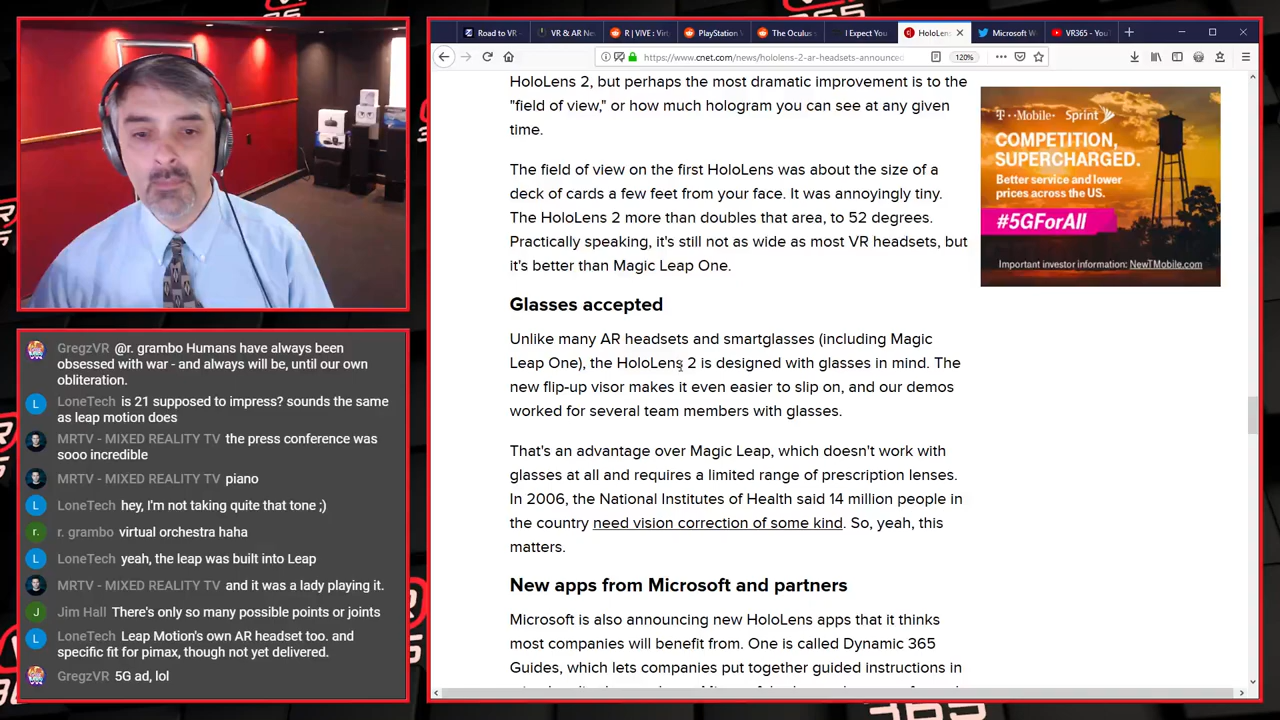 GregzVR @r. grambo Humans have always been
obsessed with war - and always will be, until our own
obliteration.
LoneTech is 21 supposed to impress? sounds the same
as leap motion does
MRTV - MIXED REALITY TV the press conference was
sooo incredible
MRTV - MIXED REALITY TV piano
LoneTech hey, I'm not taking quite that tone ;)
r. grambo virtual orchestra haha
LoneTech yeah, the leap was built into Leap
MRTV - MIXED REALITY TV and it was a lady playing it.
Jim Hall There's only so many possible points or joints
LoneTech Leap Motion's own AR headset too. and
specific fit for pimax, though not yet delivered.
GregzVR 5G ad, lol
L
L
r.
L
J
L
Road to VR
VR & AR Ne
R | VIVE : Virt
PlayStation
The Oculus s
I Expect You
HoloLens
Microsoft W
VR365 - You
https://www.cnet.com/news/hololens-2-ar-headsets-announced
120%
HoloLens 2, but perhaps the most dramatic improvement is to the
"field of view," or how much hologram you can see at any given
time.
The field of view on the first HoloLens was about the size of a
deck of cards a few feet from your face. It was annoyingly tiny.
The HoloLens 2 more than doubles that area, to 52 degrees.
Practically speaking, it's still not as wide as most VR headsets, but
it's better than Magic Leap One.
Glasses accepted
Unlike many AR headsets and smartglasses (including Magic
Leap One), the HoloLens 2 is designed with glasses in mind. The
new flip-up visor makes it even easier to slip on, and our demos
worked for several team members with glasses.
That's an advantage over Magic Leap, which doesn't work with
glasses at all and requires a limited range of prescription lenses.
In 2006, the National Institutes of Health said 14 million people in
the country need vision correction of some kind. So, yeah, this
matters.
New apps from Microsoft and partners
Microsoft is also announcing new HoloLens apps that it thinks
most companies will benefit from. One is called Dynamic 365
Guides, which lets companies put together guided instructions in
T-Mobile Sprint
COMPETITION,
SUPERCHARGED.
Better service and lower
prices across the US.
#5GForAll
Important investor information: NewTMobile.com
365